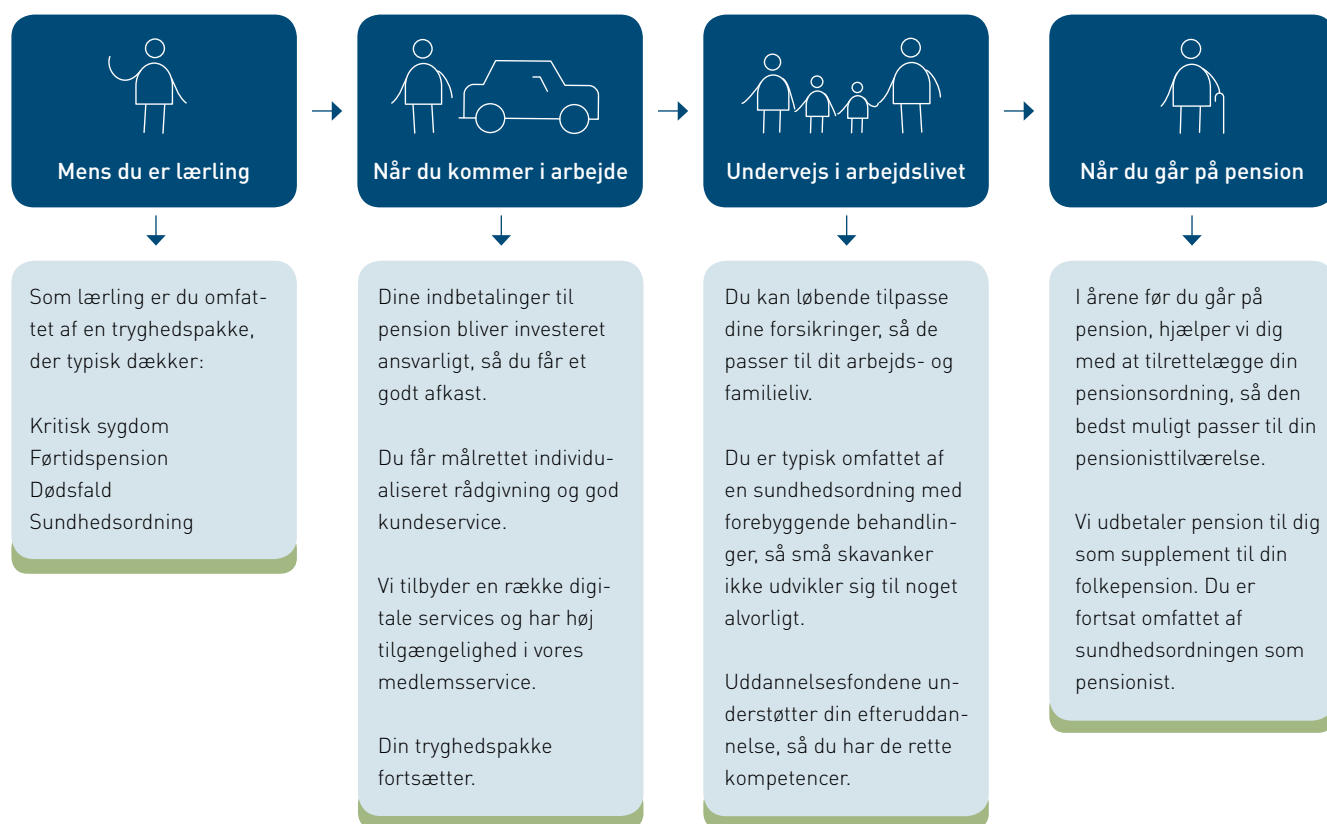 Mens du er lærling
Når du kommer i arbejde
Undervejs i arbejdslivet
Når du går på pension
Som lærling er du omfat-
tet af en tryghedspakke,
der typisk dækker:
Kritisk sygdom
Førtidspension
Dødsfald
Sundhedsordning
Dine indbetalinger til
pension bliver investeret
ansvarligt, så du får et
godt afkast.
Du får målrettet individu-
aliseret rådgivning og god
kundeservice.
Vi tilbyder en række digi-
tale services og har høj
tilgængelighed i vores
medlemsservice.
Din tryghedspakke
fortsætter.
Du kan løbende tilpasse
dine forsikringer, så de
passer til dit arbejds- og
familieliv.
Du er typisk omfattet af
en sundhedsordning med
forebyggende behandlin-
ger, så små skavanker
ikke udvikler sig til noget
alvorligt.
Uddannelsesfondene un-
derstøtter din efteruddan-
nelse, så du har de rette
kompetencer.
I årene før du går på
pension, hjælper vi dig
med at tilrettelægge din
pensionsordning, så den
bedst muligt passer til din
pensionisttilværelse.
Vi udbetaler pension til dig
som supplement til din
folkepension. Du er
fortsat omfattet af
sundhedsordningen som
pensionist.